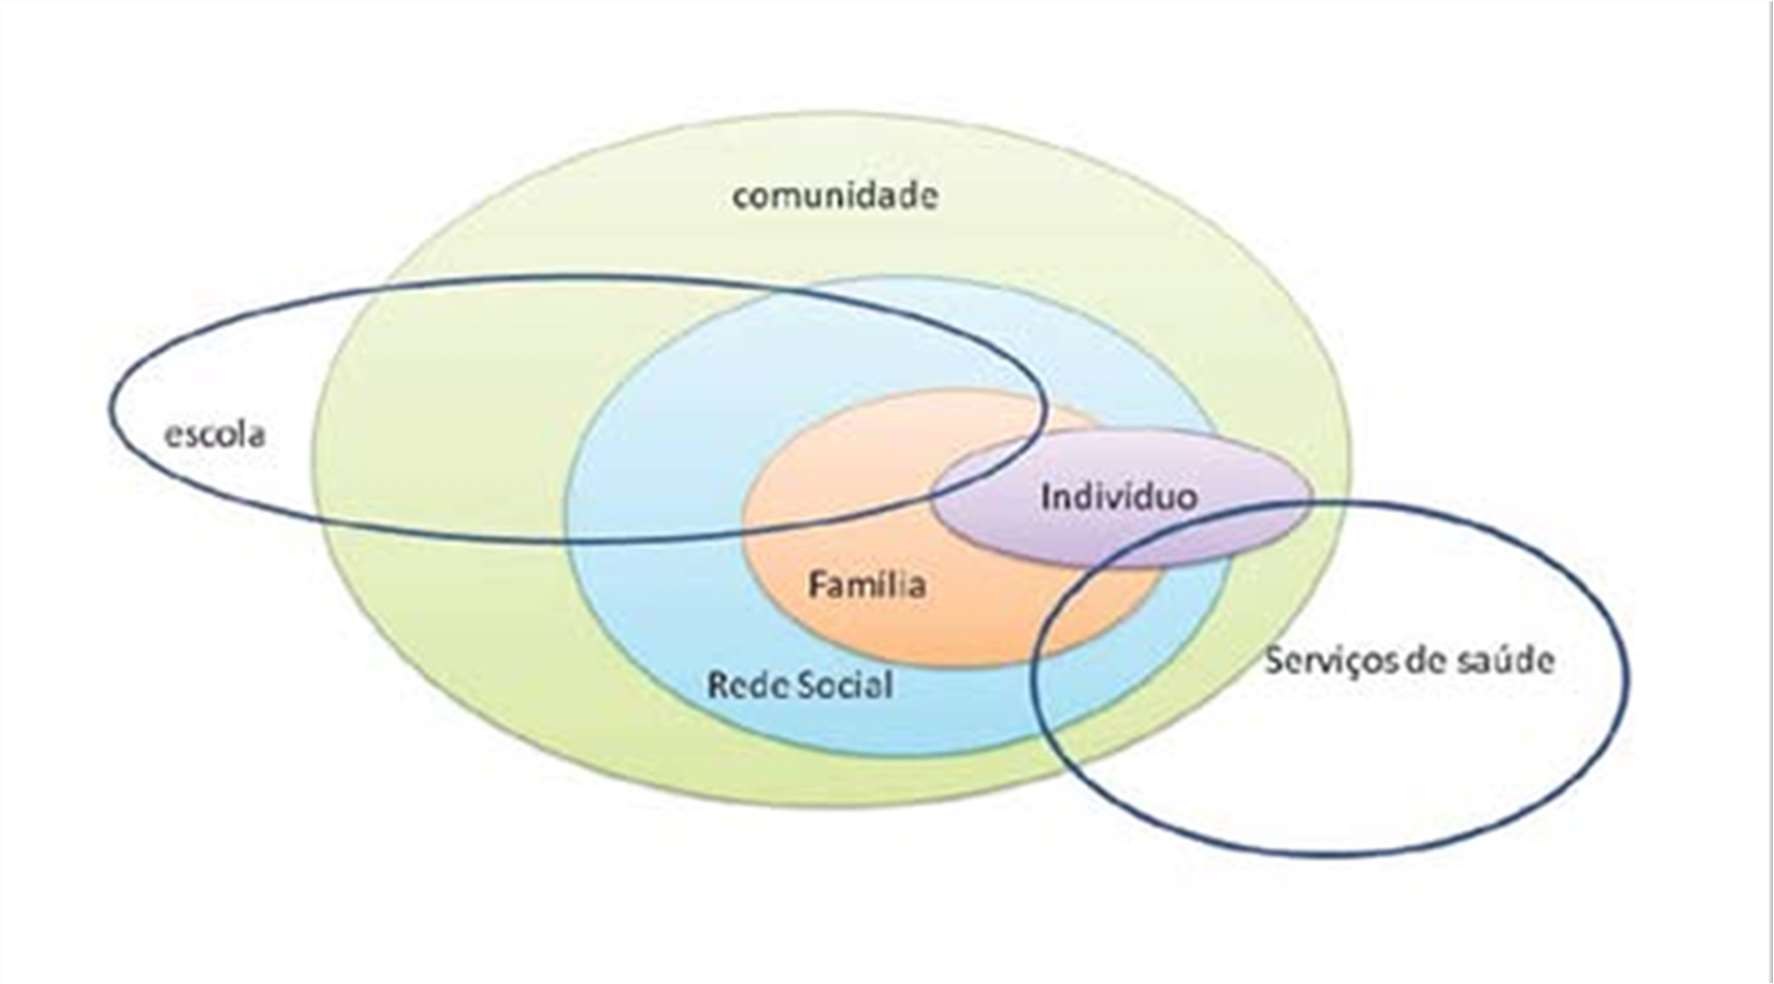 comunidade
escola
Indivíduo
Família
Serviços de saúde
Rede Social